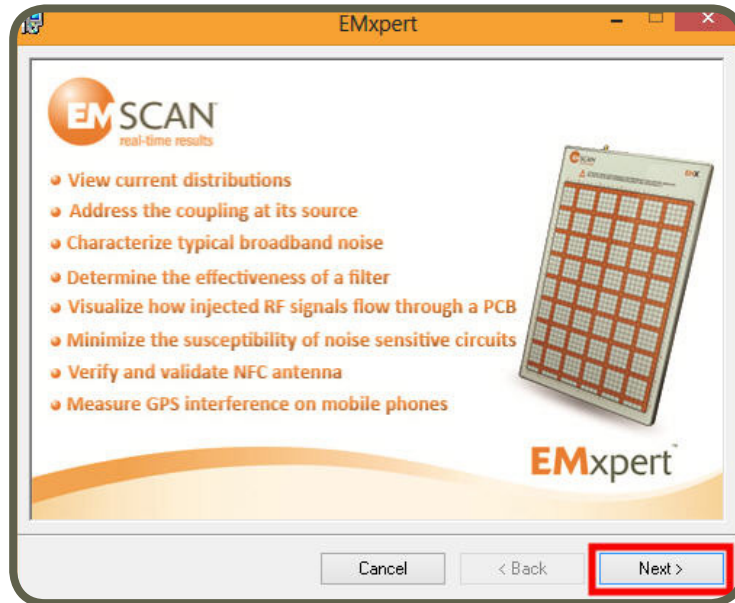 EMxpert
EMSCAN
real-time results
View current distributions
Address the coupling at its source
Characterize typical broadband noise
Determine the effectiveness of a filter
Visualize how injected RF signals flow through a PCB
Minimize the susceptibility of noise sensitive circuits
Verify and validate NFC antenna
Measure GPS interference on mobile phones
EMSCAN
EMxpert™
Cancel
< Back
Next >